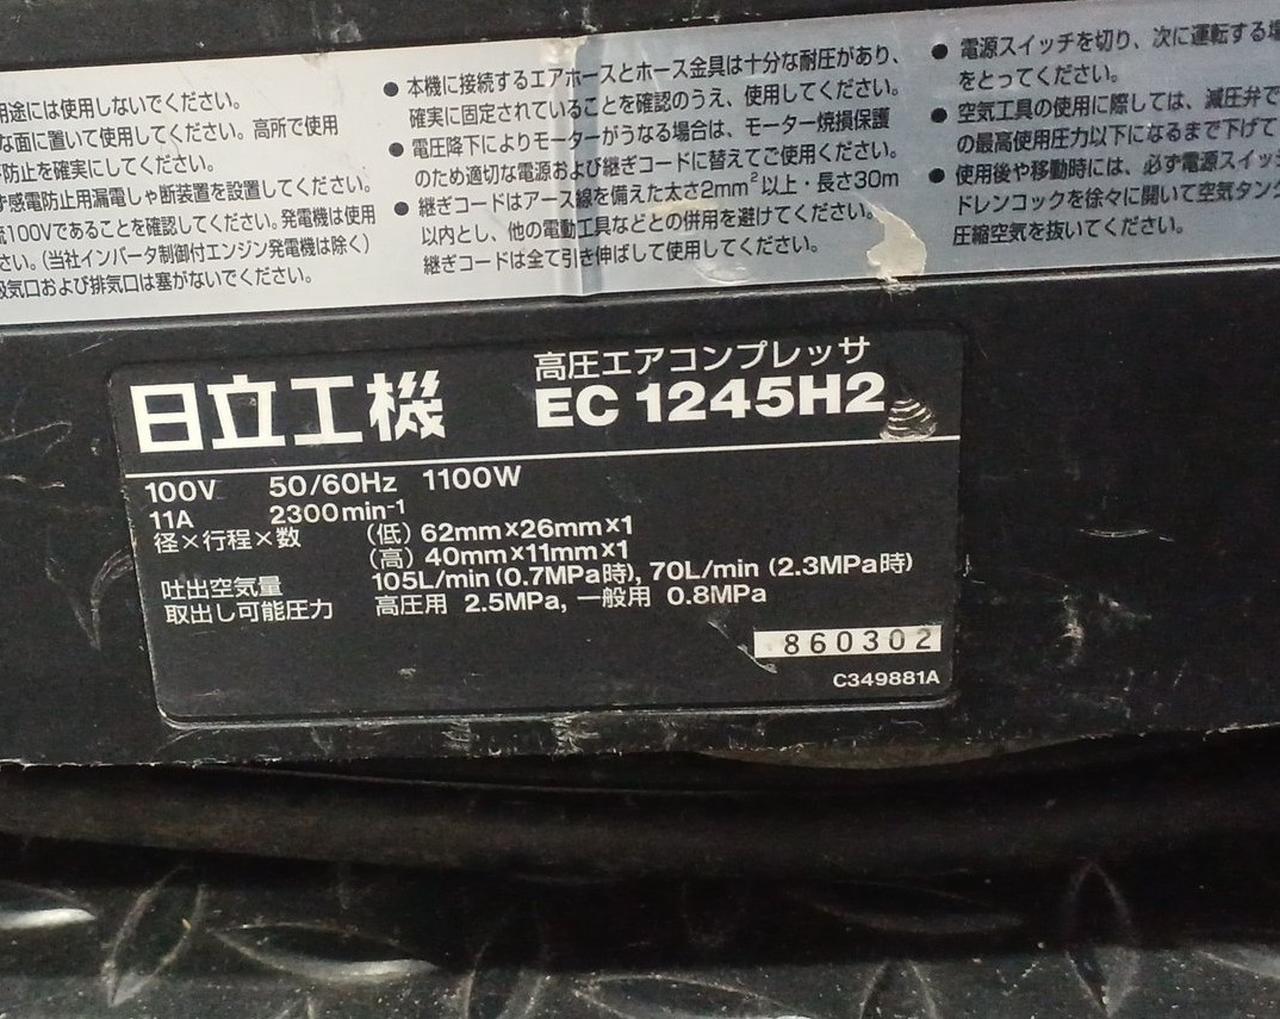 用途には使用しないでください。
な面に置いて使用してください。高所で使用
防止を確実にしてください。
感電防止用漏電しゃ断装置を設置してください。
流100Vであることを確認してください。発電機は使用
さい。(当社インバータ制御付エンジン発電機は除く)
吸気口および排気口は塞がないでください。
● 本機に接続するエアホースとホース金具は十分な耐圧があり、
確実に固定されていることを確認のうえ、使用してください。
● 電圧降下によりモーターがうなる場合は、モーター焼損保護
のため適切な電源および継ぎコードに替えてご使用ください。
● 継ぎコードはアース線を備えた太さ2mm²以上・長さ30m
以内とし、他の電動工具などとの併用を避けてください。
継ぎコードは全て引き伸ばして使用してください。
● 電源スイッチを切り、次に運転する場
をとってください。
● 空気工具の使用に際しては、減圧弁で
の最高使用圧力以下になるまで下げて
● 使用後や移動時には、必ず電源スイッ
ドレンコックを徐々に開いて空気タン
圧縮空気を抜いてください。
日立工機
高圧エアコンプレッサ
EC 1245H2
100V 50/60Hz 1100W
11A 2300min⁻¹
径×行程×数 (低) 62mm×26mm×1
(高) 40mm×11mm×1
吐出空気量 105L/min (0.7MPa時), 70L/min (2.3MPa時)
取出し可能圧力 高圧用 2.5MPa, 一般用 0.8MPa
860302
C349881A